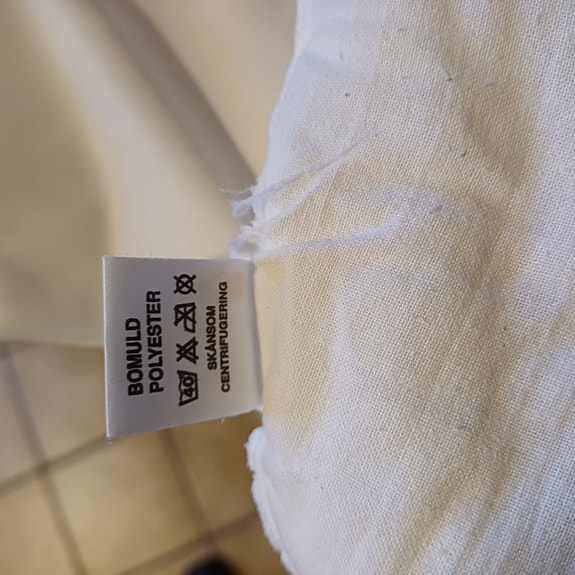 BOMULD
POLYESTER
40
SKÅNSOM
CENTRIFUGERING